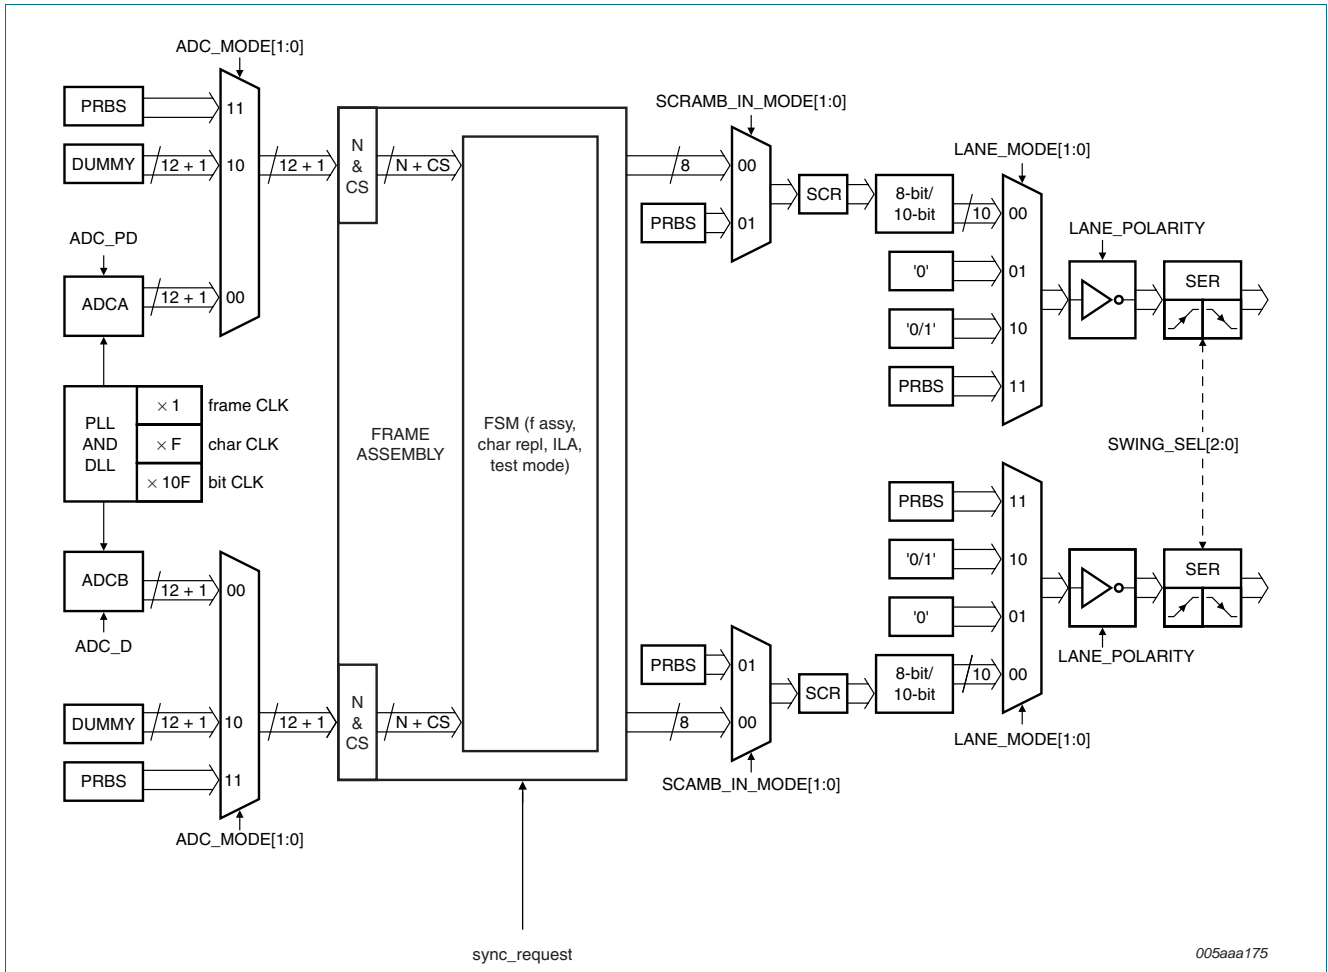 ADC_MODE[1:0]
PRBS
11
DUMMY
12 + 1
10
12 + 1
N
&
CS
N + CS
ADC_PD
ADCA
12 + 1
00
PLL
AND
DLL
× 1
frame CLK
× F
char CLK
× 10F
bit CLK
ADCB
12 + 1
00
ADC_D
DUMMY
12 + 1
10
12 + 1
N
&
CS
N + CS
PRBS
11
ADC_MODE[1:0]
FRAME
ASSEMBLY
FSM (f assy,
char repl, ILA,
test mode)
sync_request
SCRAMB_IN_MODE[1:0]
8
00
PRBS
01
SCR
8-bit/
10-bit
10
00
LANE_MODE[1:0]
'0'
01
'0/1'
10
PRBS
11
LANE_POLARITY
SER
SWING_SEL[2:0]
PRBS
11
'0/1'
10
'0'
01
8-bit/
10-bit
10
00
LANE_MODE[1:0]
LANE_POLARITY
SER
PRBS
01
8
00
SCR
SCAMB_IN_MODE[1:0]
005aaa175